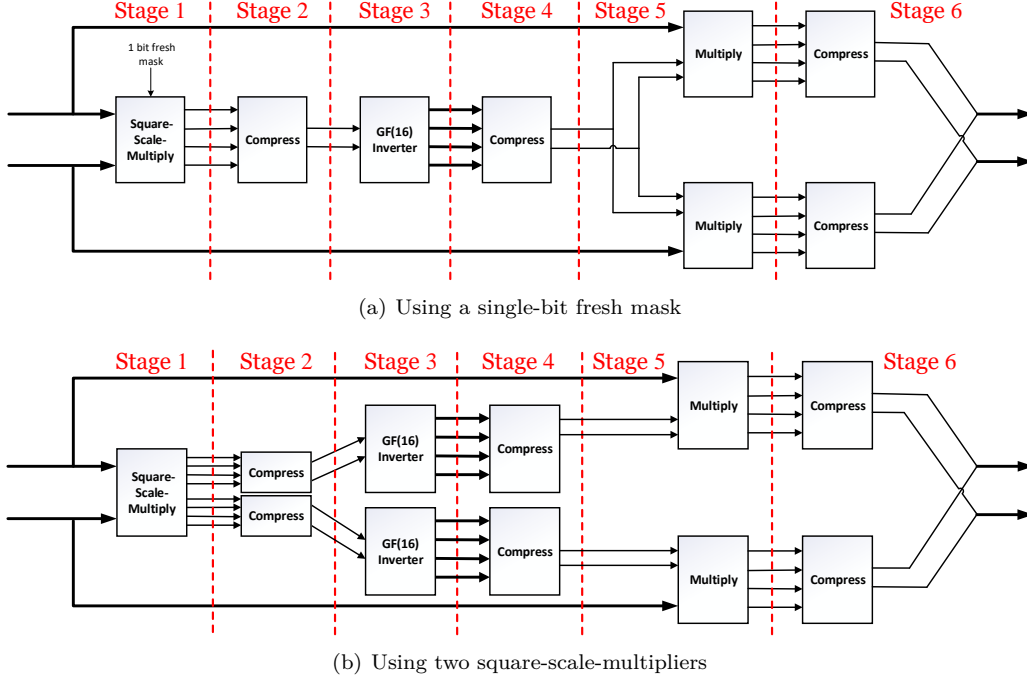 Stage 1 Stage 2 Stage 3 Stage 4 Stage 5 Stage 6
1 bit fresh
mask
Square-
Scale-
Multiply
Compress
GF(16)
Inverter
Compress
Multiply
Compress
Multiply
Compress
(a) Using a single-bit fresh mask
Stage 1 Stage 2 Stage 3 Stage 4 Stage 5 Stage 6
Square-
Scale-
Multiply
Compress
Compress
GF(16)
Inverter
Compress
GF(16)
Inverter
Compress
Multiply
Compress
Multiply
Compress
(b) Using two square-scale-multipliers